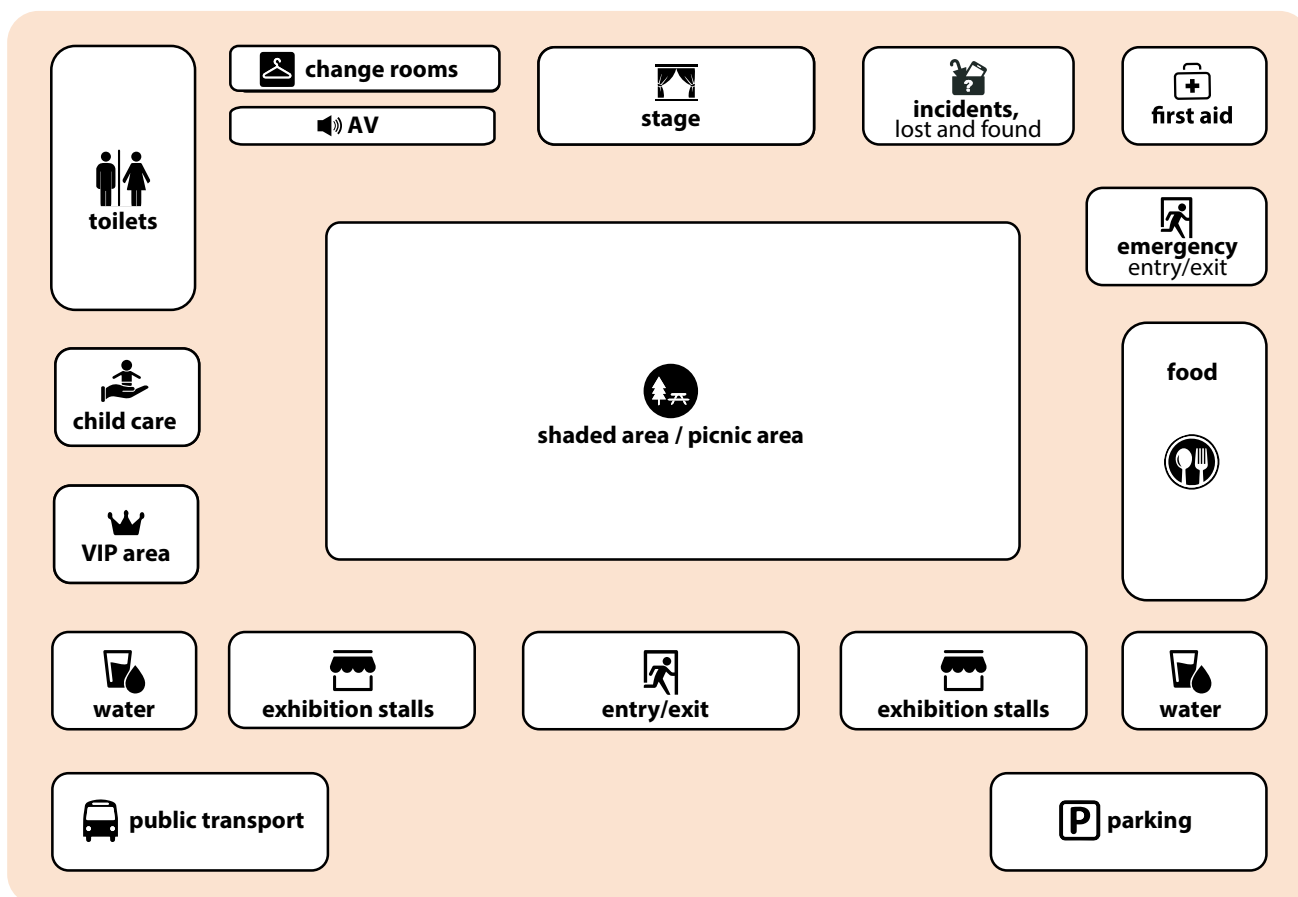 change rooms
AV
stage
?
incidents,
lost and found
first aid
toilets
emergency
entry/exit
child care
shaded area / picnic area
food
VIP area
water
exhibition stalls
entry/exit
exhibition stalls
water
public transport
P parking